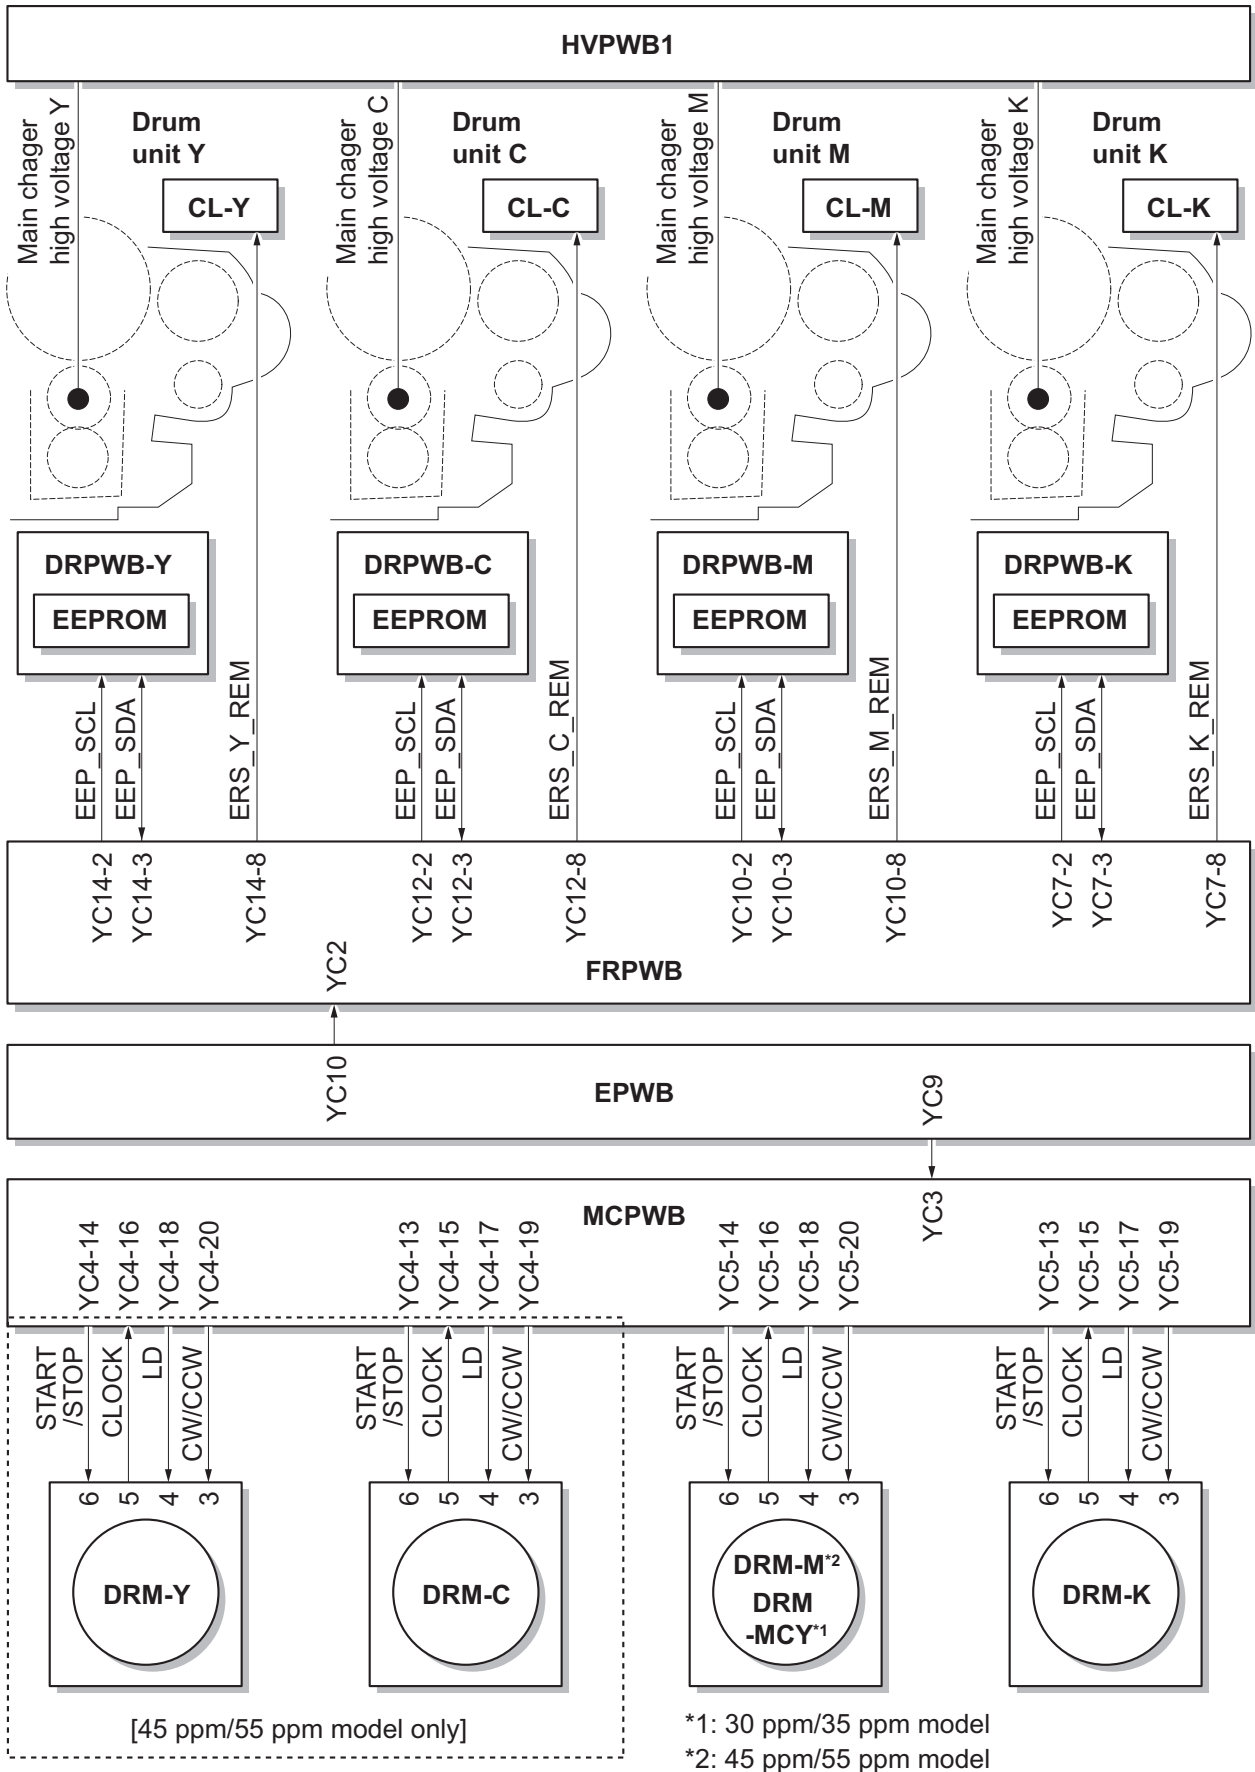 HVPWB1
Main chager
high voltage Y
Drum
unit Y
CL-Y
Main chager
high voltage C
Drum
unit C
CL-C
Main chager
high voltage M
Drum
unit M
CL-M
Main chager
high voltage K
Drum
unit K
CL-K
DRPWB-Y
EEPROM
DRPWB-C
EEPROM
DRPWB-M
EEPROM
DRPWB-K
EEPROM
EEP_SCL
EEP_SDA
ERS_Y_REM
EEP_SCL
EEP_SDA
ERS_C_REM
EEP_SCL
EEP_SDA
ERS_M_REM
EEP_SCL
EEP_SDA
ERS_K_REM
YC14-2
YC14-3
YC14-8
YC12-2
YC12-3
YC12-8
YC10-2
YC10-3
YC10-8
YC7-2
YC7-3
YC7-8
YC2
FRPWB
YC10
EPWB
YC9
MCPWB
YC3
YC4-14
YC4-16
YC4-18
YC4-20
YC4-13
YC4-15
YC4-17
YC4-19
YC5-14
YC5-16
YC5-18
YC5-20
YC5-13
YC5-15
YC5-17
YC5-19
START
/STOP
CLOCK
LD
CW/CCW
START
/STOP
CLOCK
LD
CW/CCW
START
/STOP
CLOCK
LD
CW/CCW
START
/STOP
CLOCK
LD
CW/CCW
6
5
4
3
6
5
4
3
6
5
4
3
6
5
4
3
DRM-Y
DRM-C
DRM-M*2
DRM
-MCY*1
DRM-K
[45 ppm/55 ppm model only]
*1: 30 ppm/35 ppm model
*2: 45 ppm/55 ppm model